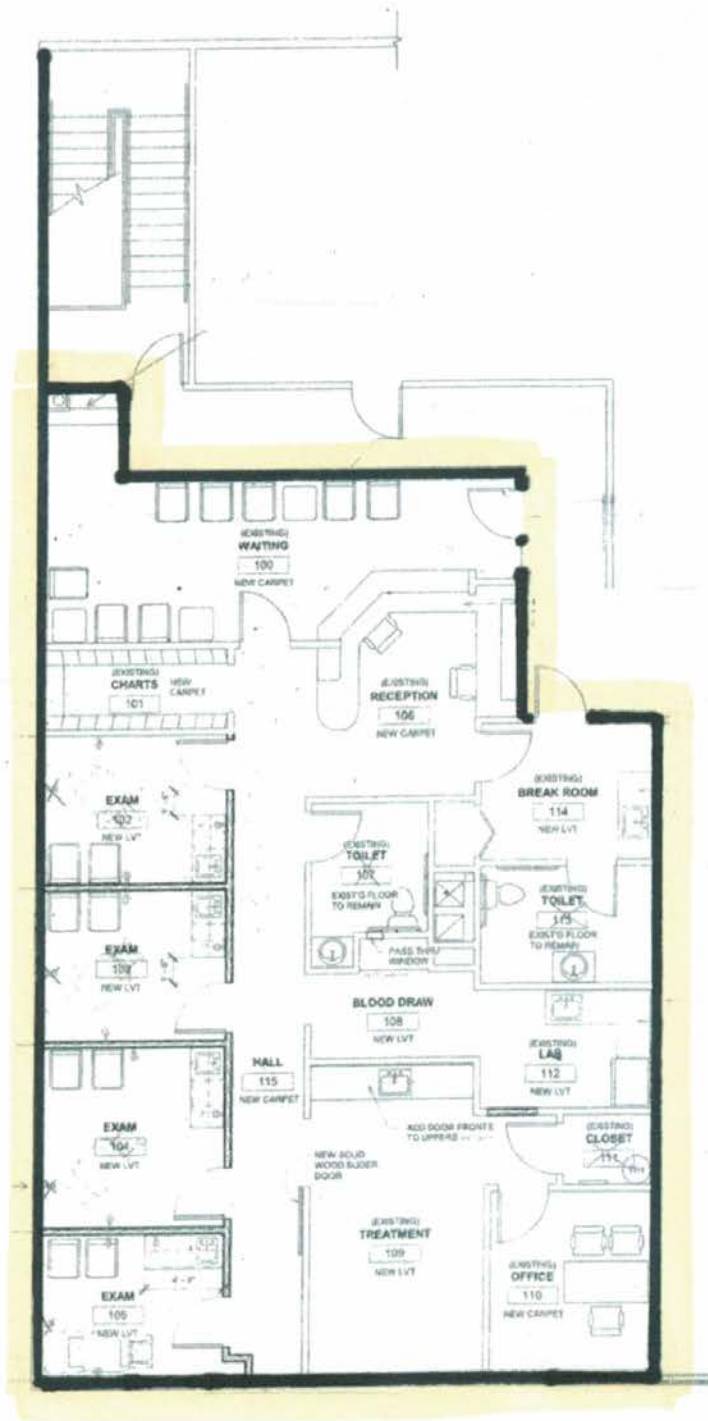 (EXISTING)
WAITING
100
NEW CARPET
(EXISTING)
CHARTS
NEW
CARPET
101
(EXISTING)
RECEPTION
106
NEW CARPET
EXAM
102
NEW LVT
(EXISTING)
BREAK ROOM
114
NEW LVT
(EXISTING)
TOILET
107
EXIST'G FLOOR
TO REMAIN
(EXISTING)
TOILET
113
EXIST'G FLOOR
TO REMAIN
EXAM
103
NEW LVT
PASS THRU
WINDOW
BLOOD DRAW
108
NEW LVT
HALL
115
NEW CARPET
(EXISTING)
LAB
112
NEW LVT
EXAM
104
NEW LVT
ADD DOOR FRONTS
TO UPPERS
(EXISTING)
CLOSET
111
NEW SOLID
WOOD SLIDER
DOOR
(EXISTING)
TREATMENT
109
NEW LVT
(EXISTING)
OFFICE
110
NEW CARPET
EXAM
105
NEW LVT